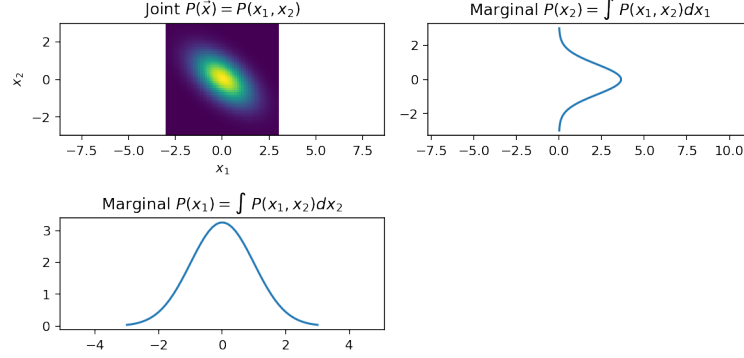 Joint P(x⃗) = P(x₁, x₂)
2
0
−2
x₂
−7.5 −5.0 −2.5 0.0 2.5 5.0 7.5
x₁
Marginal P(x₂) = ∫ P(x₁, x₂)dx₁
2
0
−2
−7.5 −5.0 −2.5 0.0 2.5 5.0 7.5 10.0
Marginal P(x₁) = ∫ P(x₁, x₂)dx₂
3
2
1
0
−4 −2 0 2 4